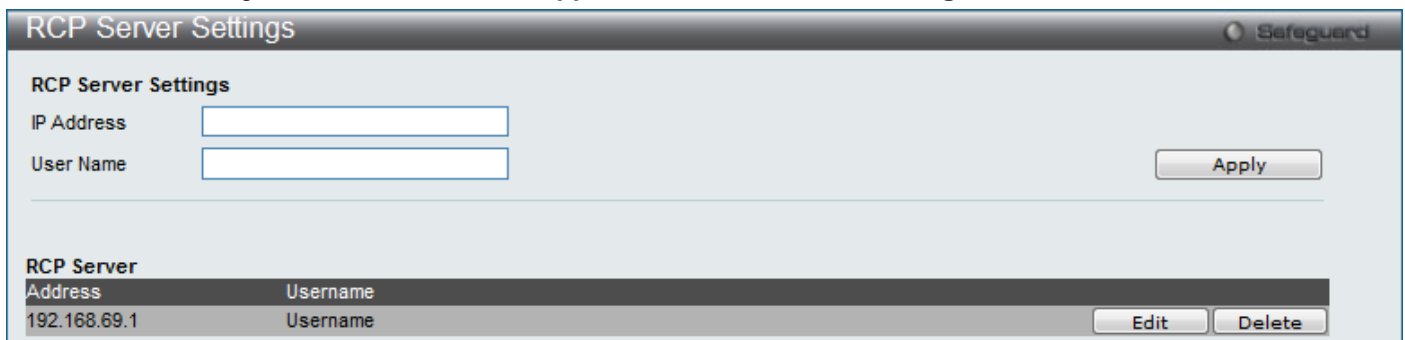 RCP Server Settings Safeguard
RCP Server Settings
IP Address
User Name Apply
RCP Server
Address Username
192.168.69.1 Username Edit Delete